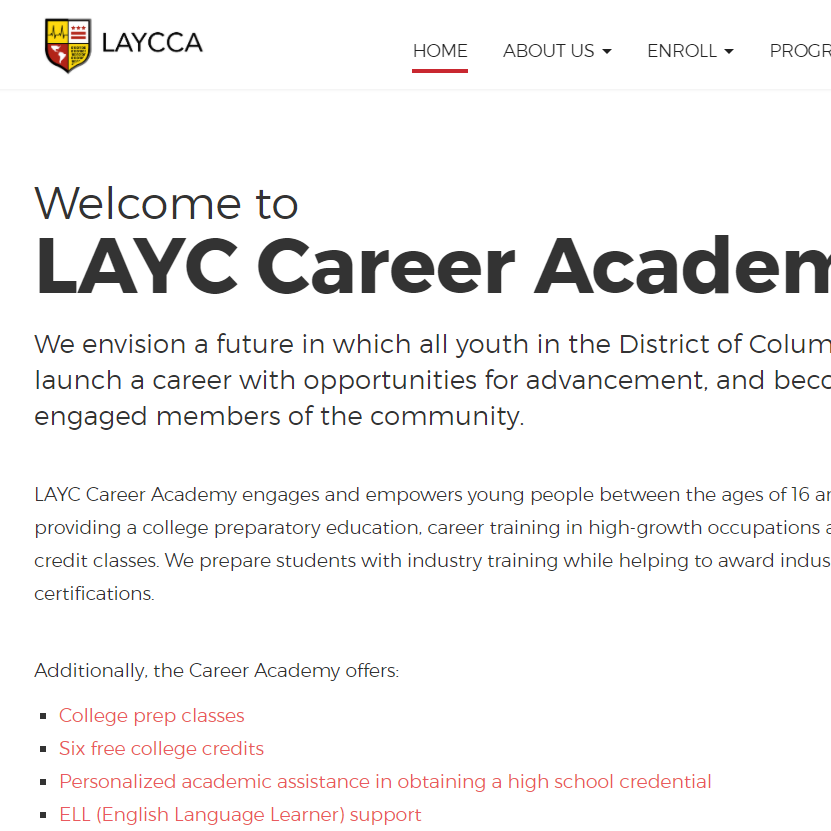 LAYCCA
HOME ABOUT US ENROLL PROGR
Welcome to
LAYC Career Academ
We envision a future in which all youth in the District of Colum
launch a career with opportunities for advancement, and beco
engaged members of the community.
LAYC Career Academy engages and empowers young people between the ages of 16 an
providing a college preparatory education, career training in high-growth occupations a
credit classes. We prepare students with industry training while helping to award indus
certifications.
Additionally, the Career Academy offers:
College prep classes
Six free college credits
Personalized academic assistance in obtaining a high school credential
ELL (English Language Learner) support